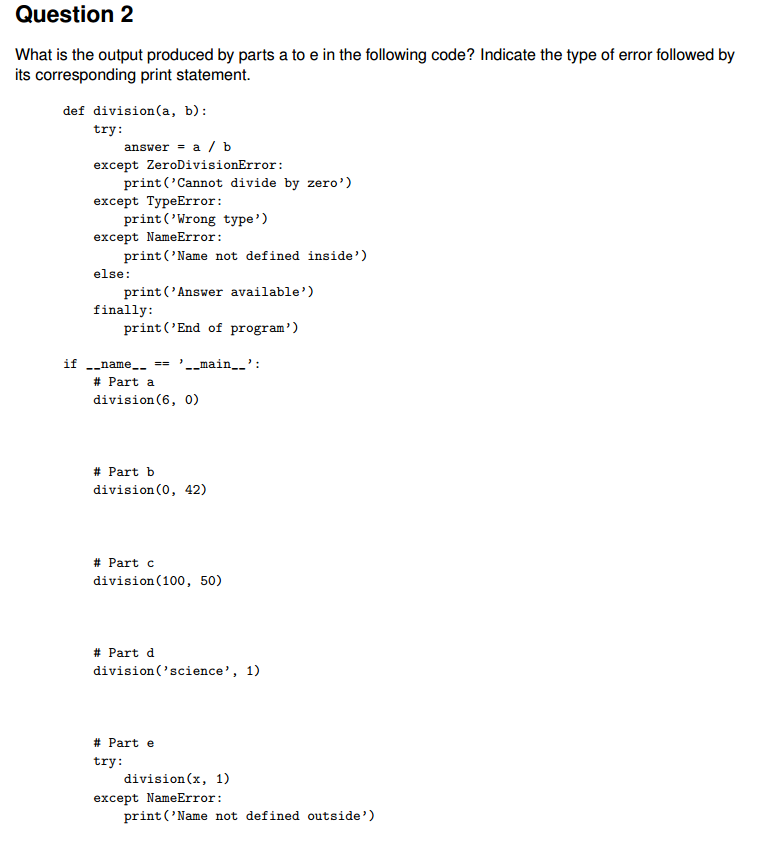 Question 2
What is the output produced by parts a to e in the following code? Indicate the type of error followed by
its corresponding print statement.
def division(a, b):
    try:
        answer = a / b
    except ZeroDivisionError:
        print(’Cannot divide by zero’)
    except TypeError:
        print(’Wrong type’)
    except NameError:
        print(’Name not defined inside’)
    else:
        print(’Answer available’)
    finally:
        print(’End of program’)
if __name__ == ’__main__’:
    # Part a
    division(6, 0)
    # Part b
    division(0, 42)
    # Part c
    division(100, 50)
    # Part d
    division(’science’, 1)
    # Part e
    try:
        division(x, 1)
    except NameError:
        print(’Name not defined outside’)